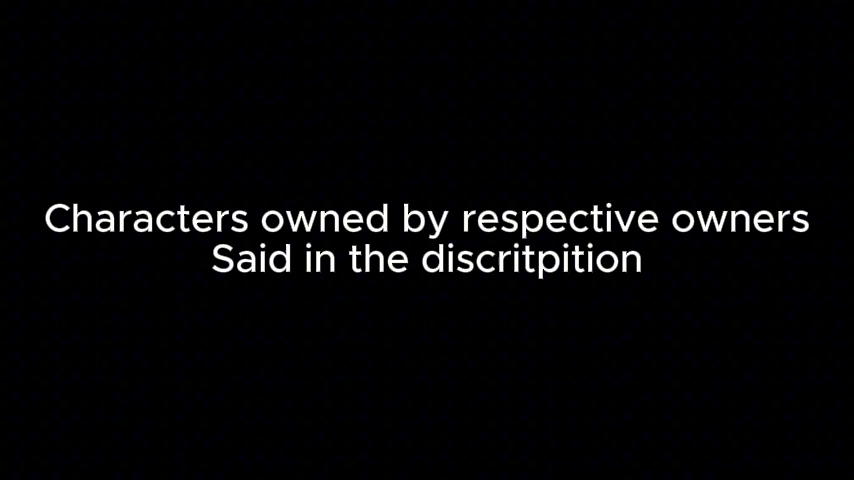 Characters owned by respective owners
Said in the discritpition